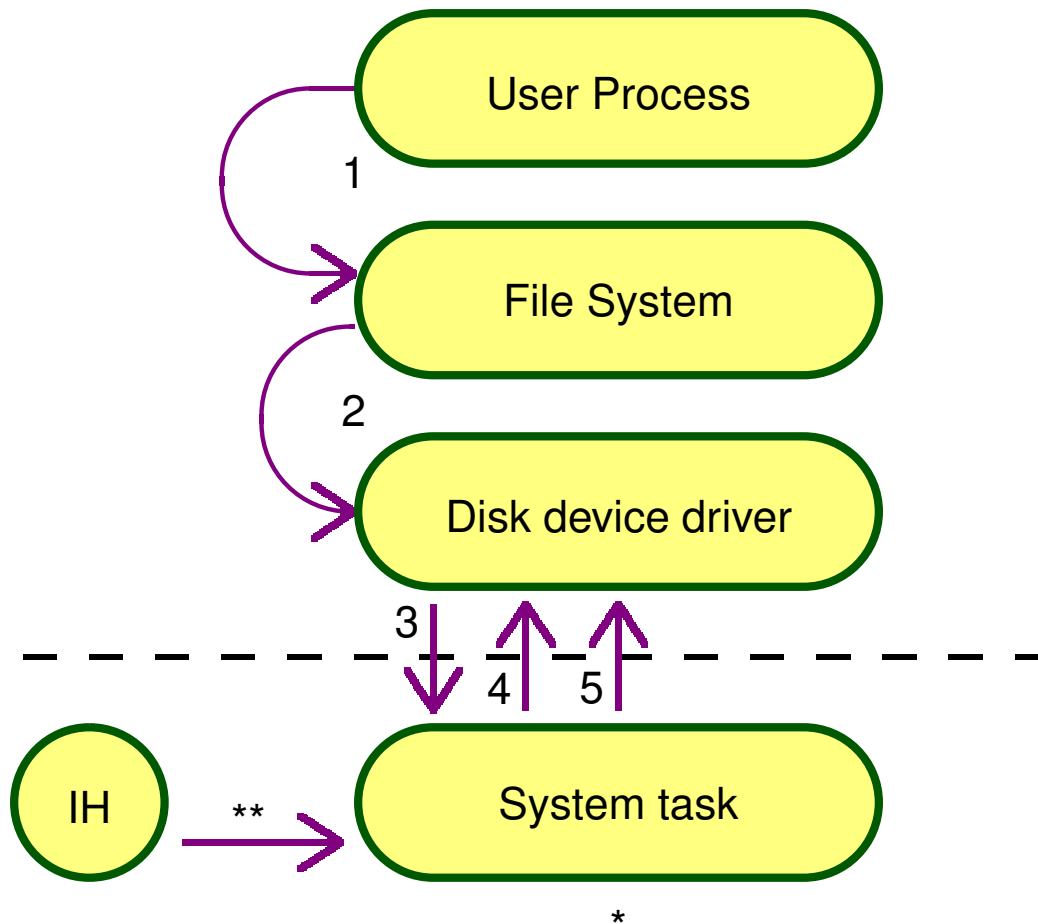 User Process
1
File System
2
Disk device driver
3
4
5
IH
**
System task
*